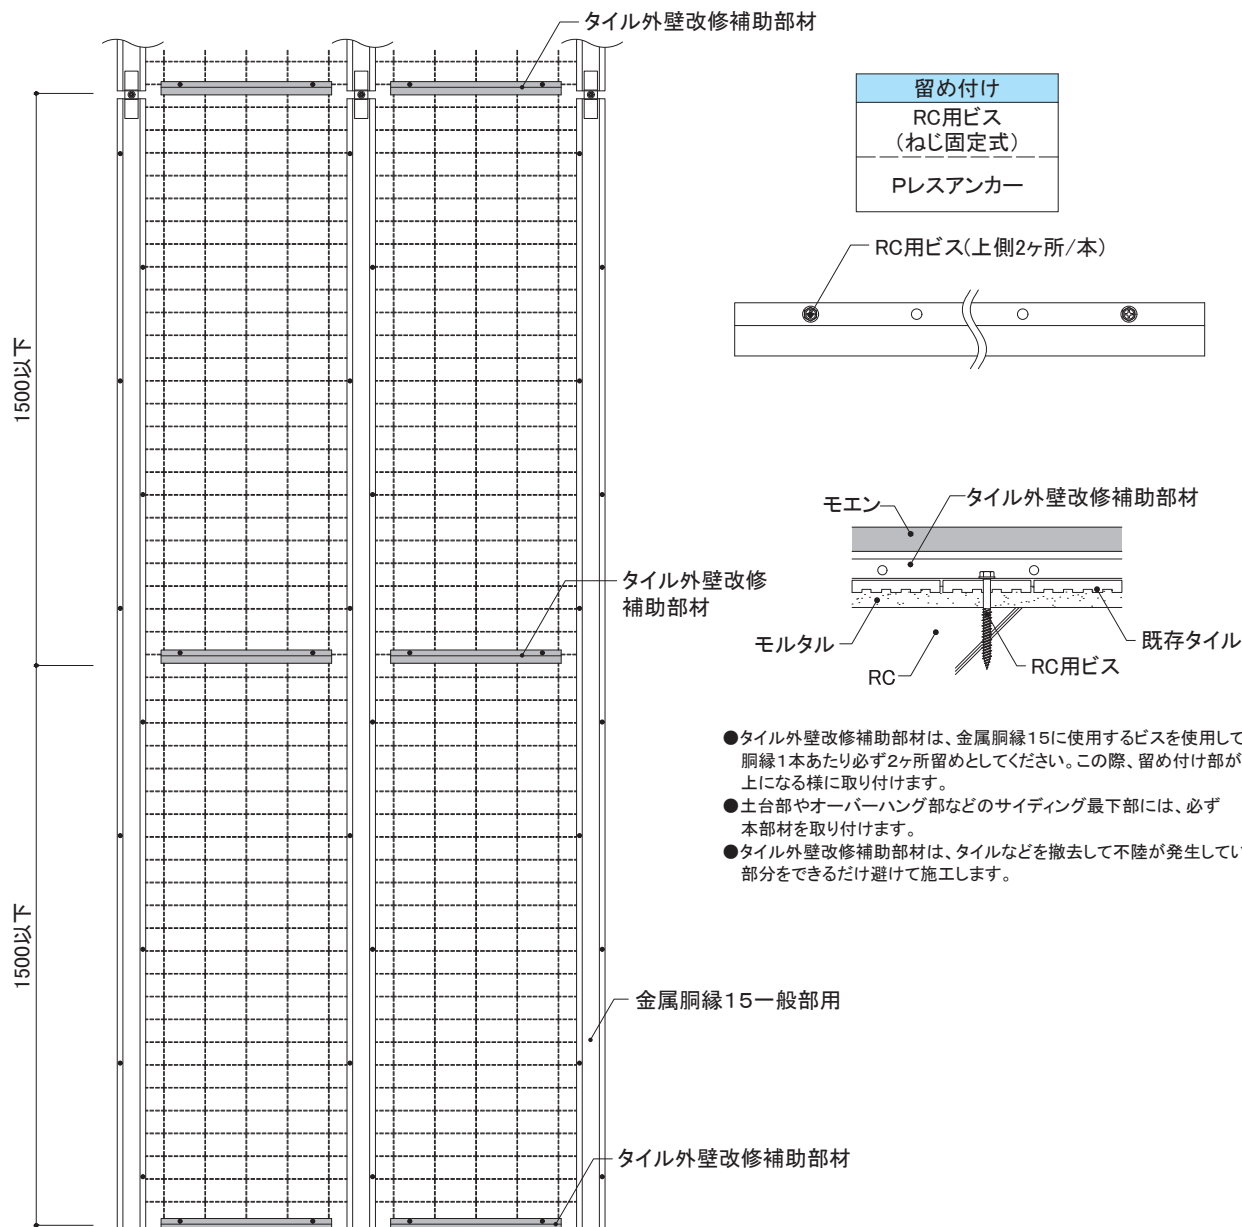 タイル外壁改修補助部材
留め付け
RC用ビス
(ねじ固定式)
Pレスアンカー
RC用ビス(上側2ヶ所/本)
1500以下
モエン
タイル外壁改修補助部材
タイル外壁改修
補助部材
モルタル
既存タイル
RC
RC用ビス
●タイル外壁改修補助部材は、金属胴縁15に使用するビスを使用して
胴縁1本あたり必ず2ヶ所留めとしてください。この際、留め付け部が
上になる様に取り付けます。
●土台部やオーバーハング部などのサイディング最下部には、必ず
本部材を取り付けます。
●タイル外壁改修補助部材は、タイルなどを撤去して不陸が発生してい
部分をできるだけ避けて施工します。
1500以下
金属胴縁15一般部用
タイル外壁改修補助部材